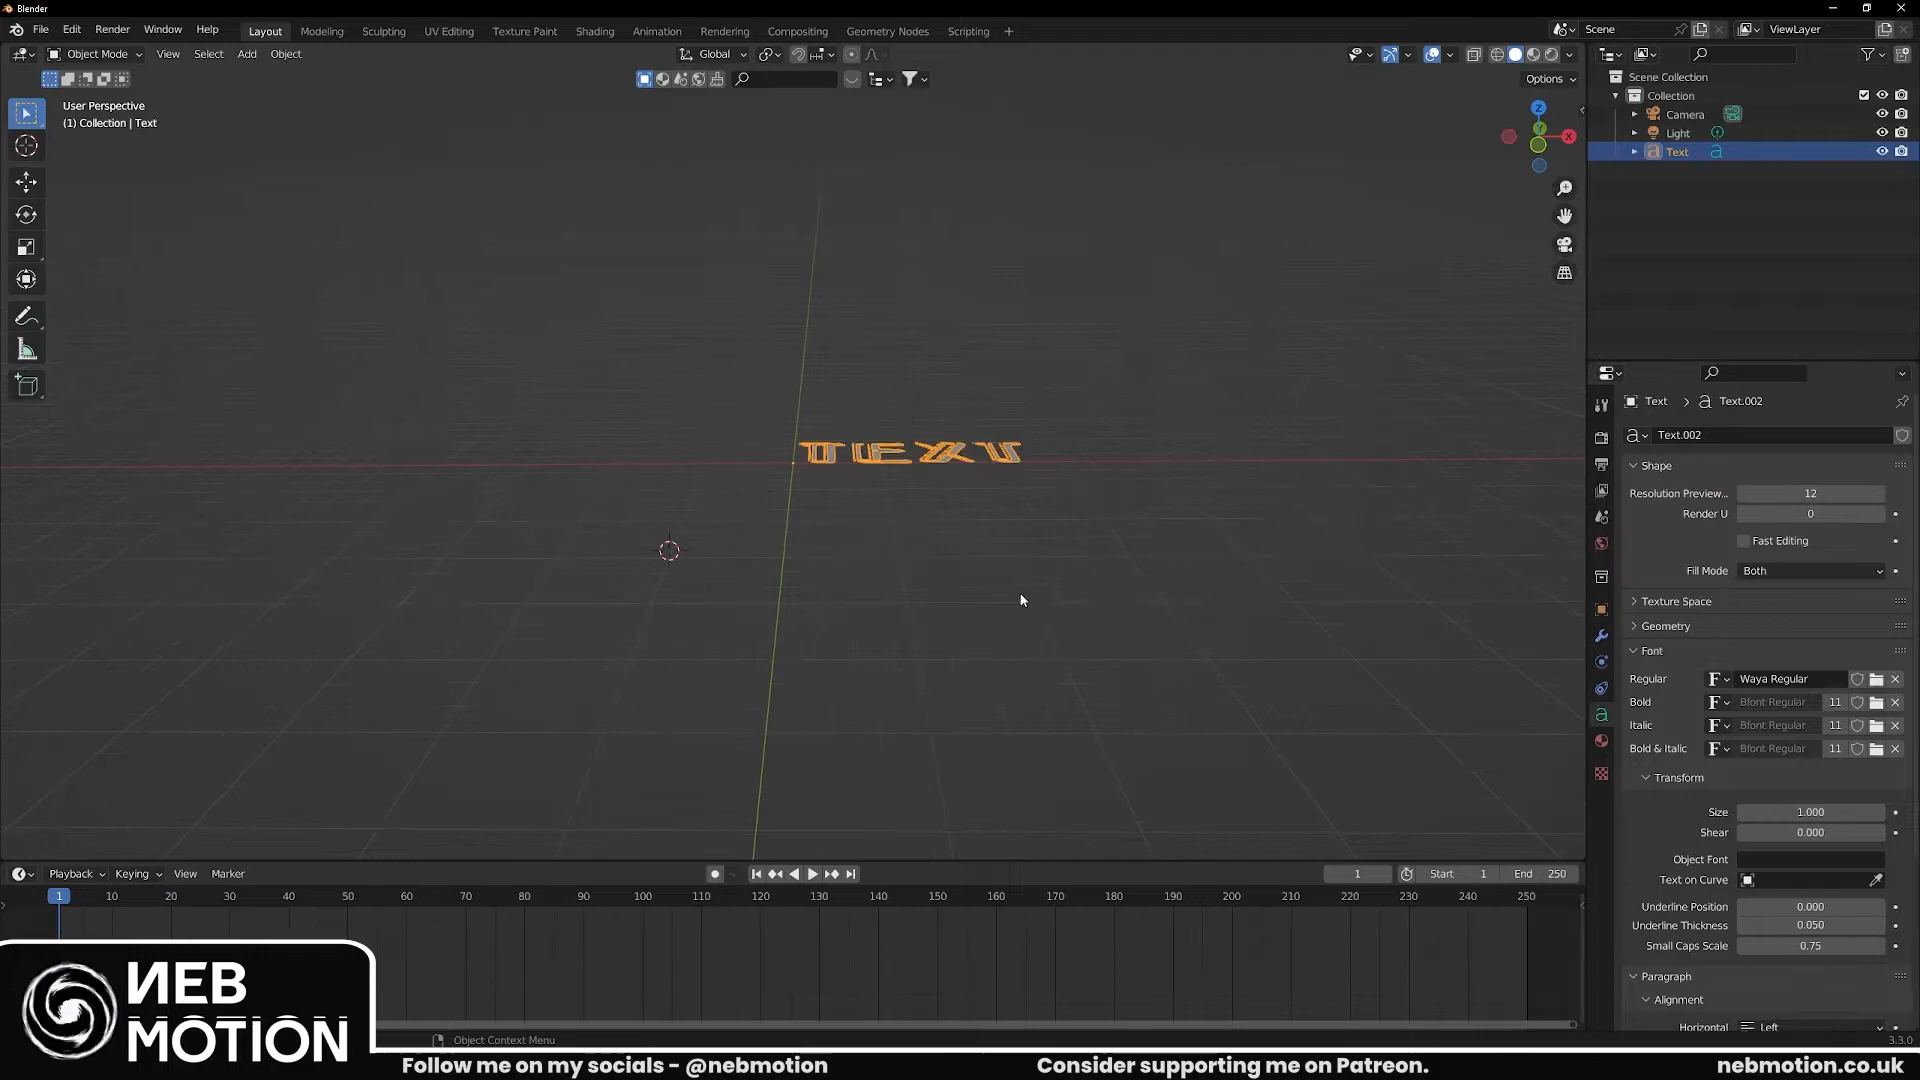 Blender
File Edit Render Window Help Layout Modeling Sculpting UV Editing Texture Paint Shading Animation Compositing Geometry Nodes Scripting + Scene ViewLayer
Object Mode View Select Add Object Global
Options
User Perspective
(1) Collection | Text
Z
Y
X
TEXT
Scene Collection
Collection
Camera
Light
Text
Text > Text.002
Text.002
Shape
Resolution Preview... 12
Render U 0
Fast Editing
Fill Mode Both
Texture Space
Geometry
Font
Regular F Waya Regular
Bold F Bfont Regular 11
Italic F Bfont Regular 11
Bold & Italic F Bfont Regular 11
Transform
Size 1.000
Shear 0.000
Object Font
Text on Curve
Underline Position 0.000
Underline Thickness 0.050
Small Caps Scale 0.75
Paragraph
Alignment
Horizontal Left
Playback Keying View Marker 1 Start 1 End 250
1 10 20 30 40 50 60 70 80 90 100 110 120 130 140 150 160 170 180 190 200 210 220 230 240 250
Object Context Menu 3.3.0
ИEB
MOTION
Follow me on my socials - @nebmotion Consider supporting me on Patreon. nebmotion.co.uk